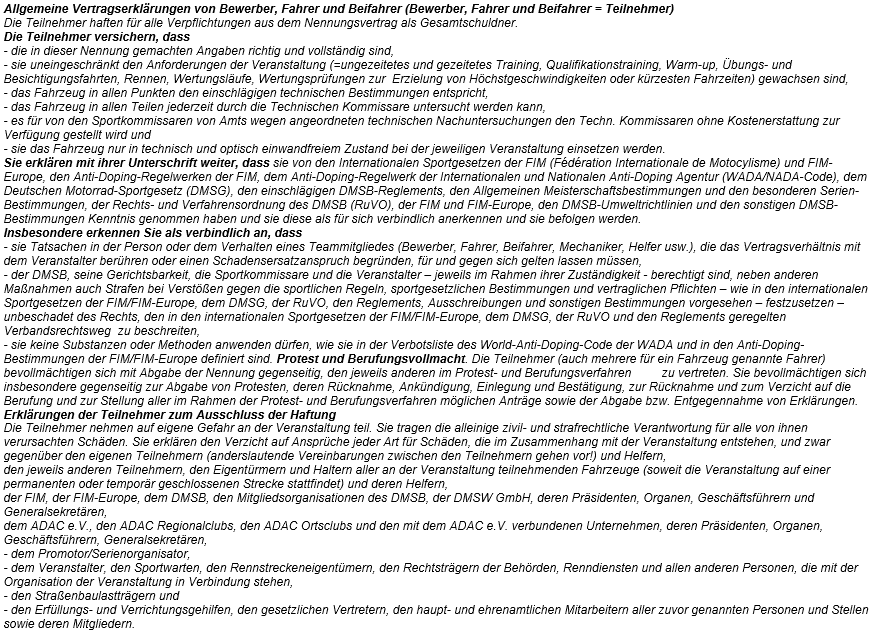 Allgemeine Vertragserklärungen von Bewerber, Fahrer und Beifahrer (Bewerber, Fahrer und Beifahrer = Teilnehmer)
Die Teilnehmer haften für alle Verpflichtungen aus dem Nennungsvertrag als Gesamtschuldner.
Die Teilnehmer versichern, dass
- die in dieser Nennung gemachten Angaben richtig und vollständig sind,
- sie uneingeschränkt den Anforderungen der Veranstaltung (=ungezeitetes und gezeitetes Training, Qualifikationstraining, Warm-up, Übungs- und
Besichtigungsfahrten, Rennen, Wertungsläufe, Wertungsprüfungen zur Erzielung von Höchstgeschwindigkeiten oder kürzesten Fahrzeiten) gewachsen sind,
- das Fahrzeug in allen Punkten den einschlägigen technischen Bestimmungen entspricht,
- das Fahrzeug in allen Teilen jederzeit durch die Technischen Kommissare untersucht werden kann,
- es für von den Sportkommissaren von Amts wegen angeordneten technischen Nachuntersuchungen den Techn. Kommissaren ohne Kostenerstattung zur
Verfügung gestellt wird und
- sie das Fahrzeug nur in technisch und optisch einwandfreiem Zustand bei der jeweiligen Veranstaltung einsetzen werden.
Sie erklären mit ihrer Unterschrift weiter, dass sie von den Internationalen Sportgesetzen der FIM (Fédération Internationale de Motocylisme) und FIM-
Europe, den Anti-Doping-Regelwerken der FIM, dem Anti-Doping-Regelwerk der Internationalen und Nationalen Anti-Doping Agentur (WADA/NADA-Code), dem
Deutschen Motorrad-Sportgesetz (DMSG), den einschlägigen DMSB-Reglements, den Allgemeinen Meisterschaftsbestimmungen und den besonderen Serien-
Bestimmungen, der Rechts- und Verfahrensordnung des DMSB (RuVO), der FIM und FIM-Europe, den DMSB-Umweltrichtlinien und den sonstigen DMSB-
Bestimmungen Kenntnis genommen haben und sie diese als für sich verbindlich anerkennen und sie befolgen werden.
Insbesondere erkennen Sie als verbindlich an, dass
- sie Tatsachen in der Person oder dem Verhalten eines Teammitgliedes (Bewerber, Fahrer, Beifahrer, Mechaniker, Helfer usw.), die das Vertragsverhältnis mit
dem Veranstalter berühren oder einen Schadensersatzanspruch begründen, für und gegen sich gelten lassen müssen,
- der DMSB, seine Gerichtsbarkeit, die Sportkommissare und die Veranstalter – jeweils im Rahmen ihrer Zuständigkeit - berechtigt sind, neben anderen
Maßnahmen auch Strafen bei Verstößen gegen die sportlichen Regeln, sportgesetzlichen Bestimmungen und vertraglichen Pflichten – wie in den internationalen
Sportgesetzen der FIM/FIM-Europe, dem DMSG, der RuVO, den Reglements, Ausschreibungen und sonstigen Bestimmungen vorgesehen – festzusetzen –
unbeschadet des Rechts, den in den internationalen Sportgesetzen der FIM/FIM-Europe, dem DMSG, der RuVO und den Reglements geregelten
Verbandsrechtsweg zu beschreiten,
- sie keine Substanzen oder Methoden anwenden dürfen, wie sie in der Verbotsliste des World-Anti-Doping-Code der WADA und in den Anti-Doping-
Bestimmungen der FIM/FIM-Europe definiert sind. Protest und Berufungsvollmacht. Die Teilnehmer (auch mehrere für ein Fahrzeug genannte Fahrer)
bevollmächtigen sich mit Abgabe der Nennung gegenseitig, den jeweils anderen im Protest- und Berufungsverfahren zu vertreten. Sie bevollmächtigen sich
insbesondere gegenseitig zur Abgabe von Protesten, deren Rücknahme, Ankündigung, Einlegung und Bestätigung, zur Rücknahme und zum Verzicht auf die
Berufung und zur Stellung aller im Rahmen der Protest- und Berufungsverfahren möglichen Anträge sowie der Abgabe bzw. Entgegennahme von Erklärungen.
Erklärungen der Teilnehmer zum Ausschluss der Haftung
Die Teilnehmer nehmen auf eigene Gefahr an der Veranstaltung teil. Sie tragen die alleinige zivil- und strafrechtliche Verantwortung für alle von ihnen
verursachten Schäden. Sie erklären den Verzicht auf Ansprüche jeder Art für Schäden, die im Zusammenhang mit der Veranstaltung entstehen, und zwar
gegenüber den eigenen Teilnehmern (anderslautende Vereinbarungen zwischen den Teilnehmern gehen vor!) und Helfern,
den jeweils anderen Teilnehmern, den Eigentürmern und Haltern aller an der Veranstaltung teilnehmenden Fahrzeuge (soweit die Veranstaltung auf einer
permanenten oder temporär geschlossenen Strecke stattfindet) und deren Helfern,
der FIM, der FIM-Europe, dem DMSB, den Mitgliedsorganisationen des DMSB, der DMSW GmbH, deren Präsidenten, Organen, Geschäftsführern und
Generalsekretären,
dem ADAC e.V., den ADAC Regionalclubs, den ADAC Ortsclubs und den mit dem ADAC e.V. verbundenen Unternehmen, deren Präsidenten, Organen,
Geschäftsführern, Generalsekretären,
- dem Promotor/Serienorganisator,
- dem Veranstalter, den Sportwarten, den Rennstreckeneigentümern, den Rechtsträgern der Behörden, Renndiensten und allen anderen Personen, die mit der
Organisation der Veranstaltung in Verbindung stehen,
- den Straßenbaulastträgern und
- den Erfüllungs- und Verrichtungsgehilfen, den gesetzlichen Vertretern, den haupt- und ehrenamtlichen Mitarbeitern aller zuvor genannten Personen und Stellen
sowie deren Mitgliedern.